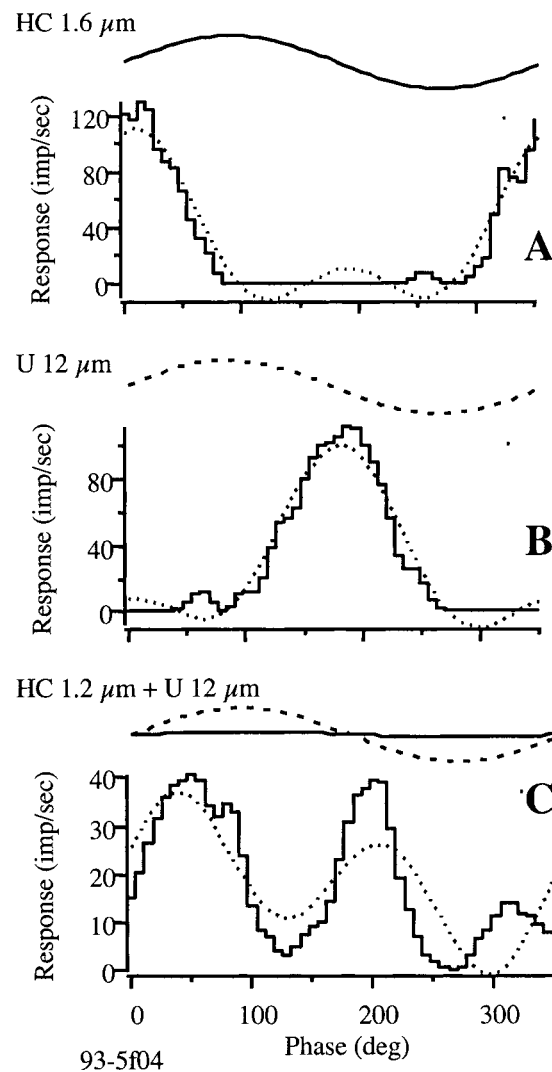 HC 1.6 µm
120
80
40
0
Response (imp/sec)
A
U 12 µm
80
40
0
Response (imp/sec)
B
HC 1.2 µm + U 12 µm
40
30
20
10
0
Response (imp/sec)
C
0 100 200 300
Phase (deg)
93-5f04